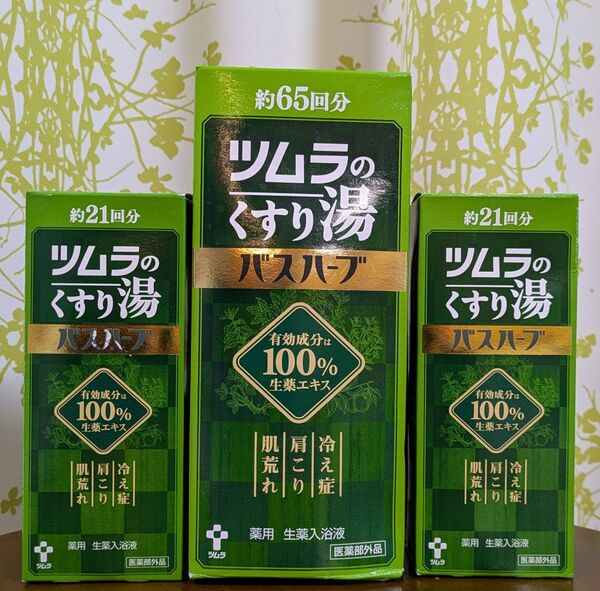 約21回分
ツムラの
くすり湯
バスハーブ
有効成分は
100%
生薬エキス
冷え症
肩こり
肌荒れ
ツムラ
薬用 生薬入浴液
医薬部外品
約65回分
ツムラの
くすり湯
バスハーブ
有効成分は
100%
生薬エキス
冷え症
肩こり
肌荒れ
ツムラ
薬用 生薬入浴液
医薬部外品
約21回分
ツムラの
くすり湯
バスハーブ
有効成分は
100%
生薬エキス
冷え症
肩こり
肌荒れ
ツムラ
薬用 生薬入浴液
医薬部外品